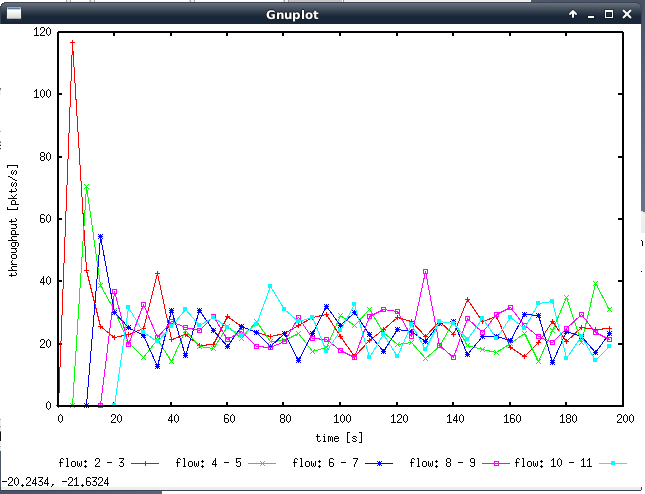 Gnuplot
120
100
80
60
40
20
0
throughput [pkts/s]
0 20 40 60 80 100 120 140 160 180 200
time [s]
flow: 2 - 3 flow: 4 - 5 flow: 6 - 7 flow: 8 - 9 flow: 10 - 11
-20.2434, -21.6324